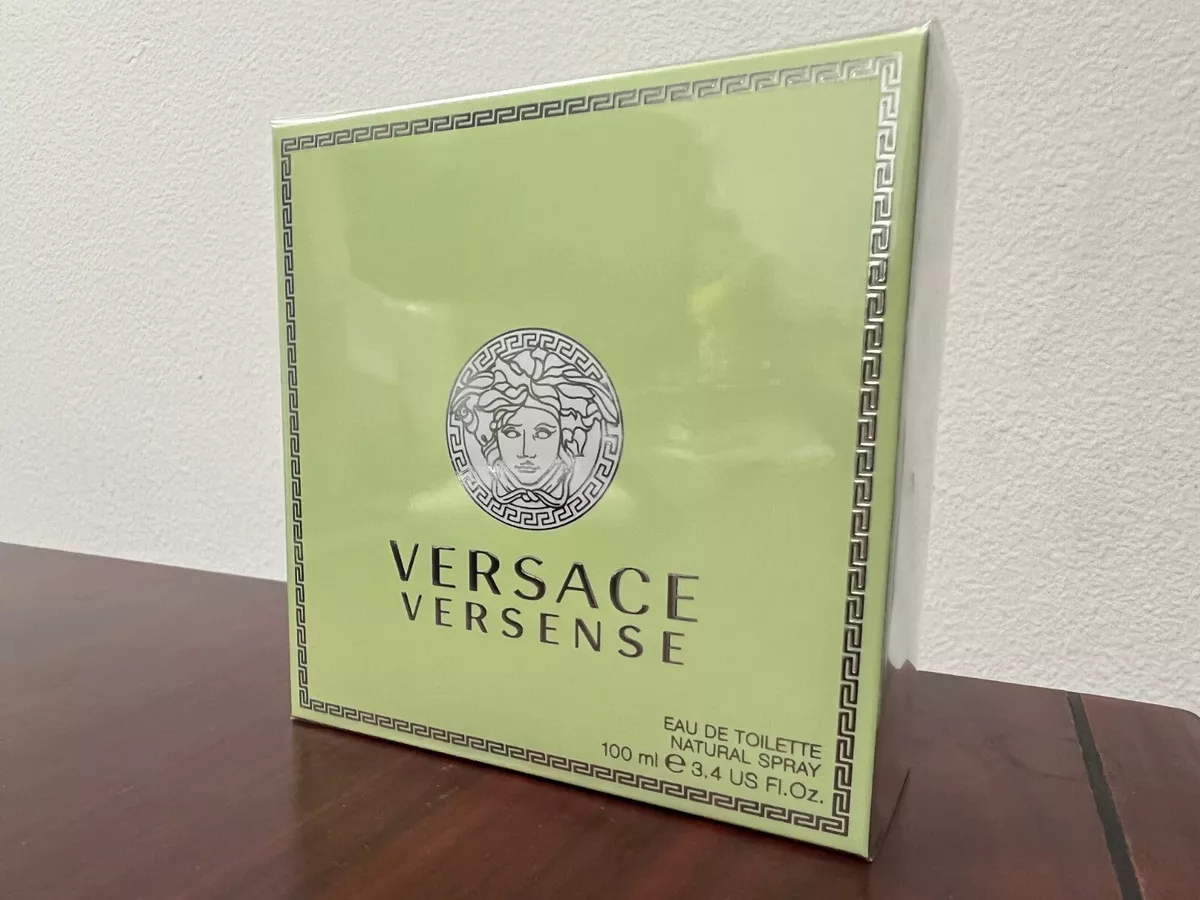 VERSACE
VERSENSE
EAU DE TOILETTE
NATURAL SPRAY
100 ml ℮ 3.4 US Fl.Oz.